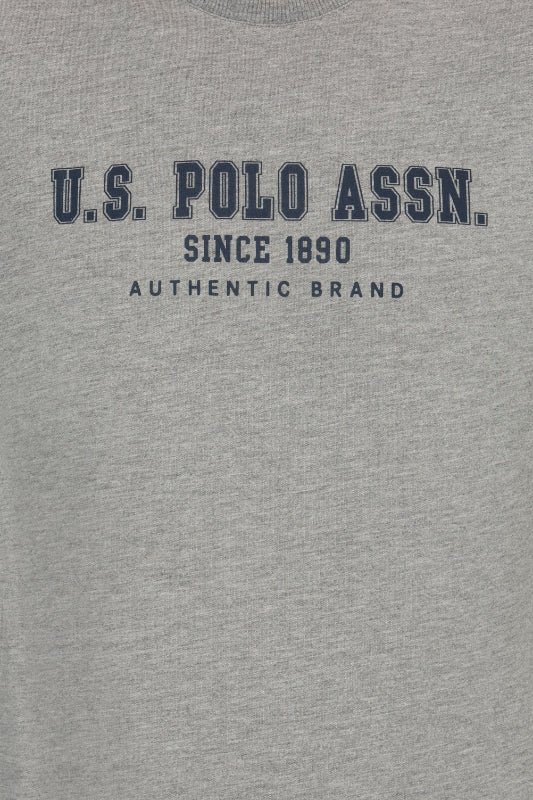 U.S. POLO ASSN.
SINCE 1890
AUTHENTIC BRAND